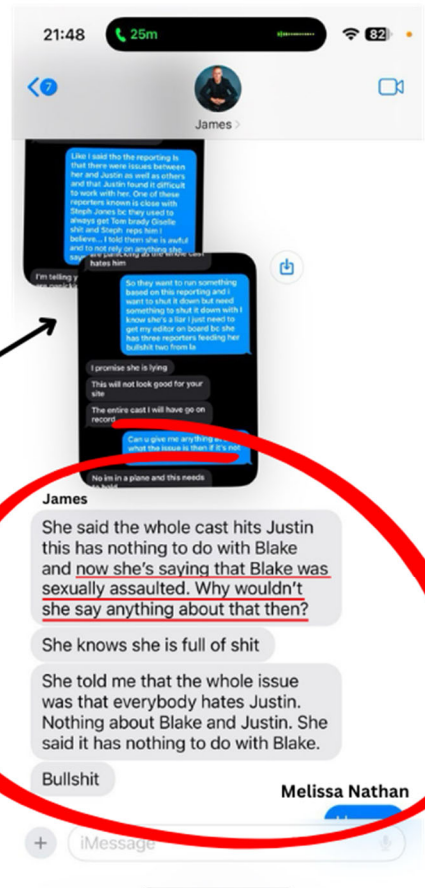 21:48
25m
82
7
James
Like I said tho the reporting is
that there were issues between
her and Justin as well as others
and that Justin found it difficult
to work with her. One of these
reporters known is close with
Steph Jones bc they used to
always get Tom brady Giselle
shit and Steph reps him I
believe... I told them she is awful
and to not rely on anything she
says
I'm telling y
hates him
So they want to run something
based on this reporting and i
want to shut it down but need
something to shut it down with I
know she's a liar I just need to
get my editor on board bc she
has three reporters feeding her
bullshit two from la
I promise she is lying
This will not look good for your
site
The entire cast I will have go on
record
Can u give me anything
what the issue is then if it's not
No im in a plane and this needs
to hold
James
She said the whole cast hits Justin
this has nothing to do with Blake
and now she's saying that Blake was
sexually assaulted. Why wouldn't
she say anything about that then?
She knows she is full of shit
She told me that the whole issue
was that everybody hates Justin.
Nothing about Blake and Justin. She
said it has nothing to do with Blake.
Bullshit
Melissa Nathan
iMessage